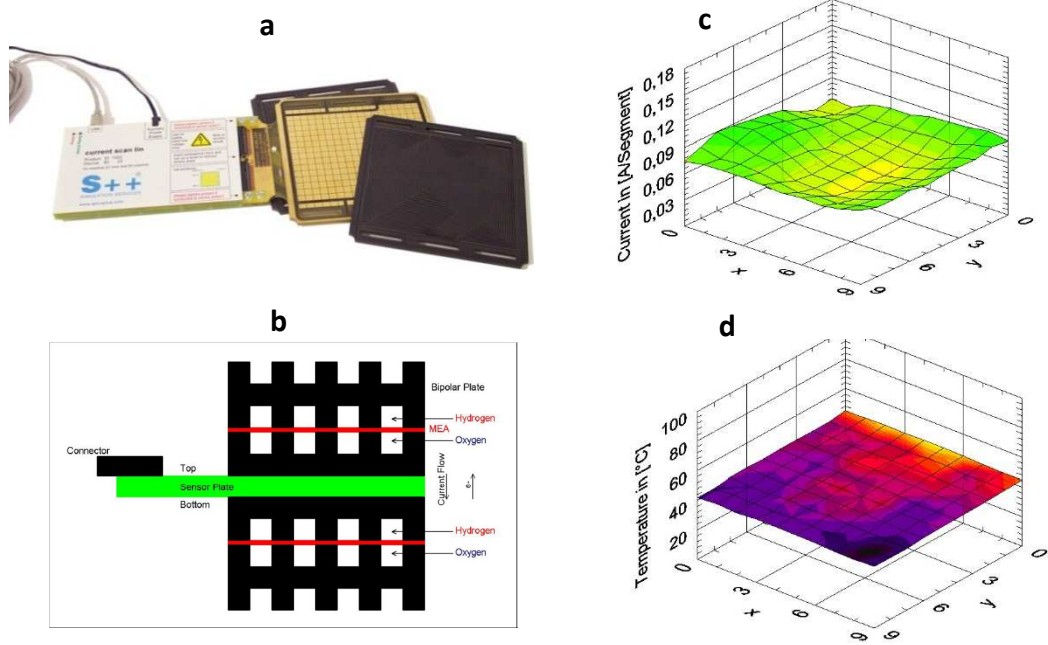 a
current scan lin
S++
b
Bipolar Plate
Hydrogen
MEA
Oxygen
Connector
Top
Sensor Plate
Bottom
Current Flow
e-
Hydrogen
Oxygen
c
Current in [A/Segment]
0,18
0,15
0,12
0,09
0,06
0,03
0
3
6
9
x
9
6
3
0
y
d
Temperature in [°C]
100
80
60
40
20
0
3
6
9
x
9
6
3
0
y